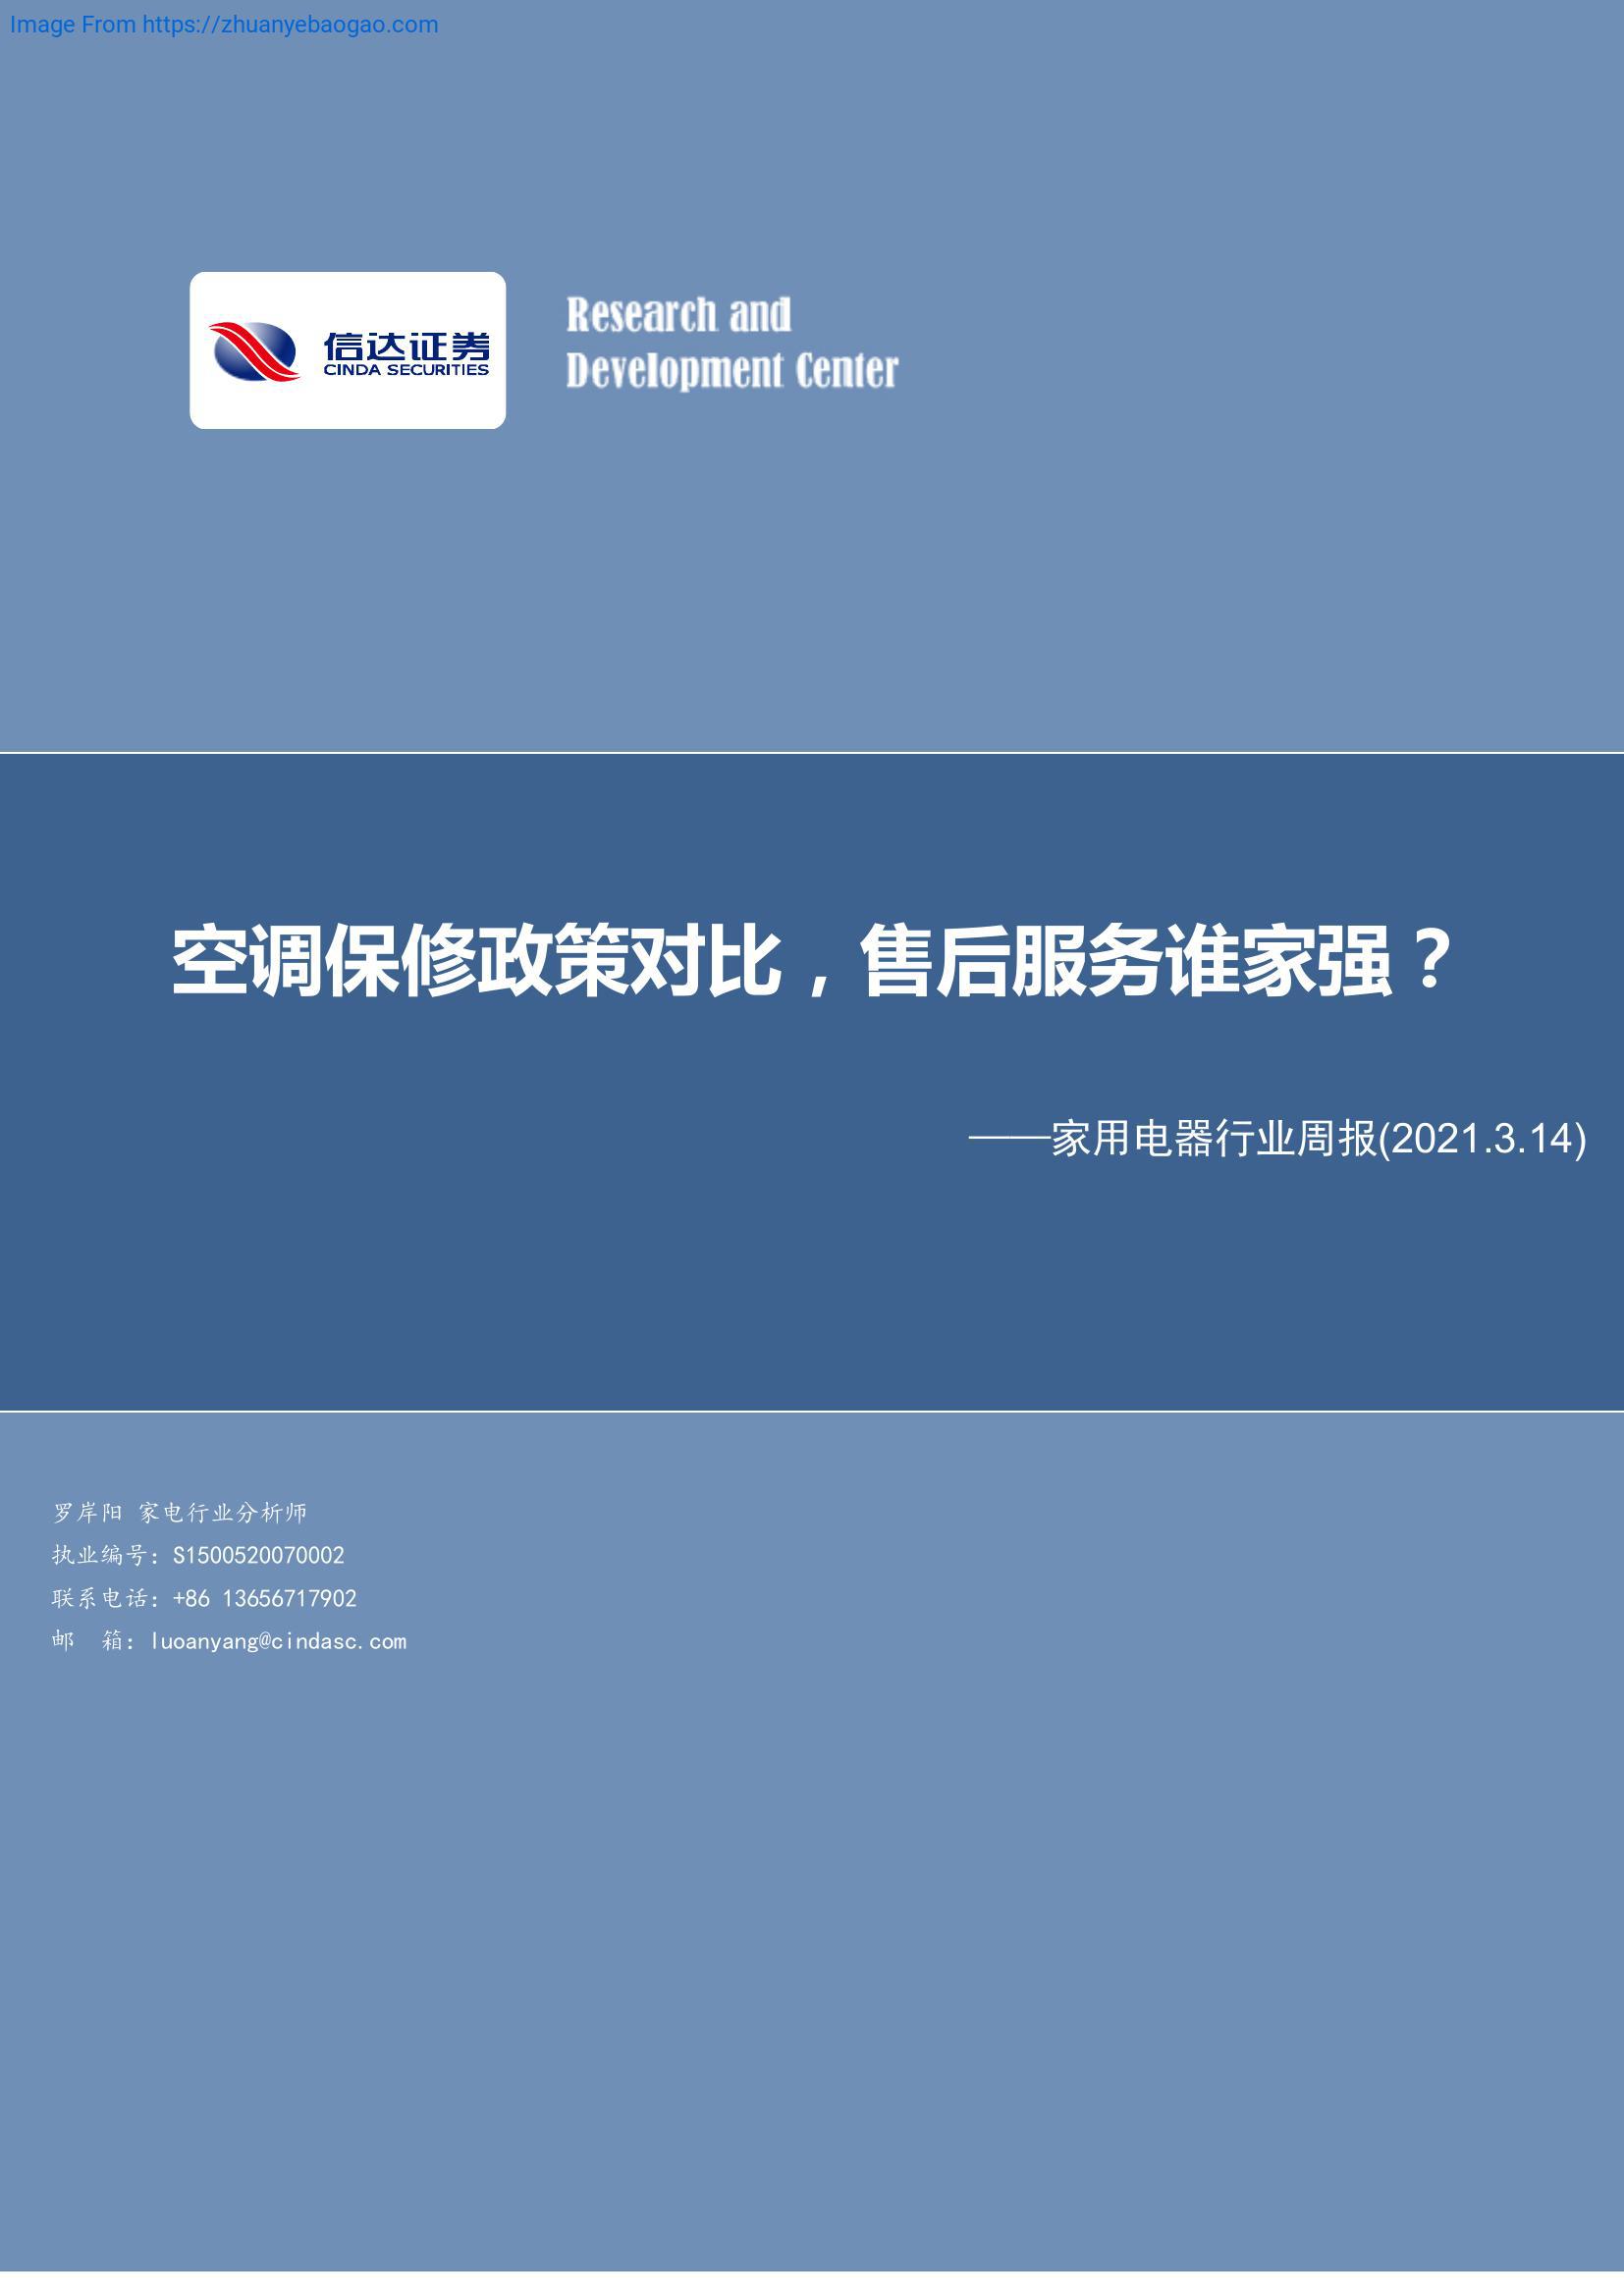 Image From https://zhuanyebaogao.com
信达证券
CINDA SECURITIES
Research and
Development Center
空调保修政策对比，售后服务谁家强？
——家用电器行业周报(2021.3.14)
罗岸阳 家电行业分析师
执业编号：S1500520070002
联系电话：+86 13656717902
邮 箱：luoanyang@cindasc.com